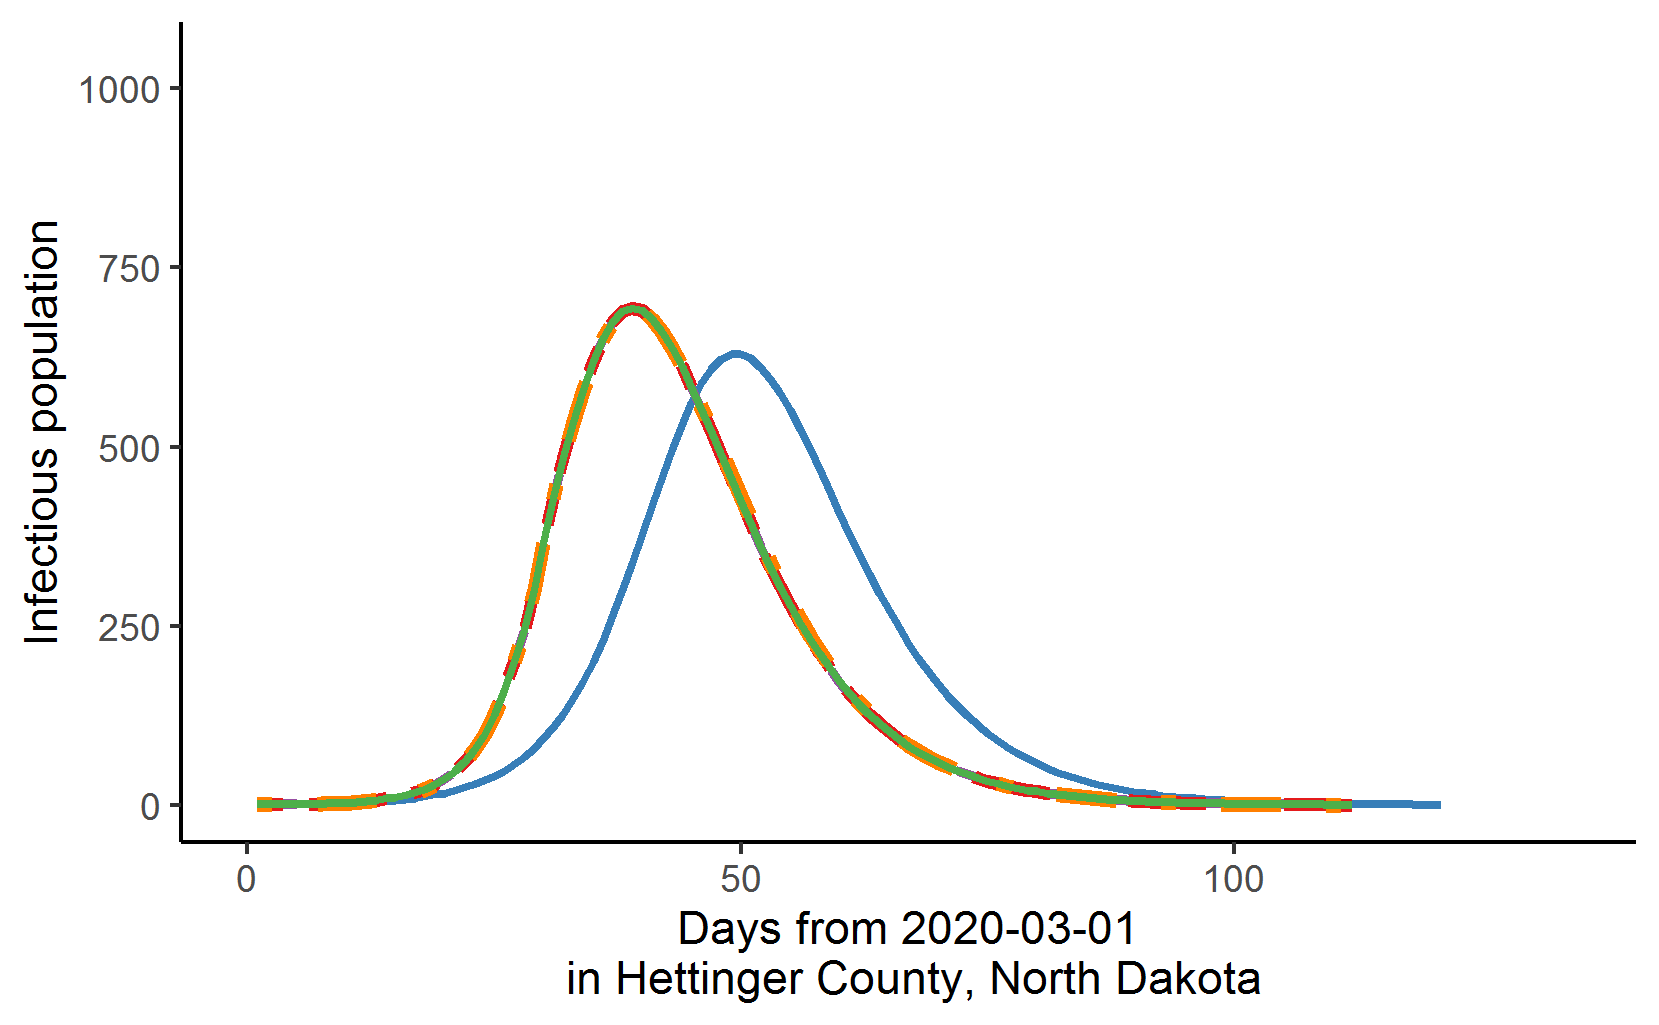 1000
750
500
250
0
Infectious population
0 50 100
Days from 2020-03-01
in Hettinger County, North Dakota